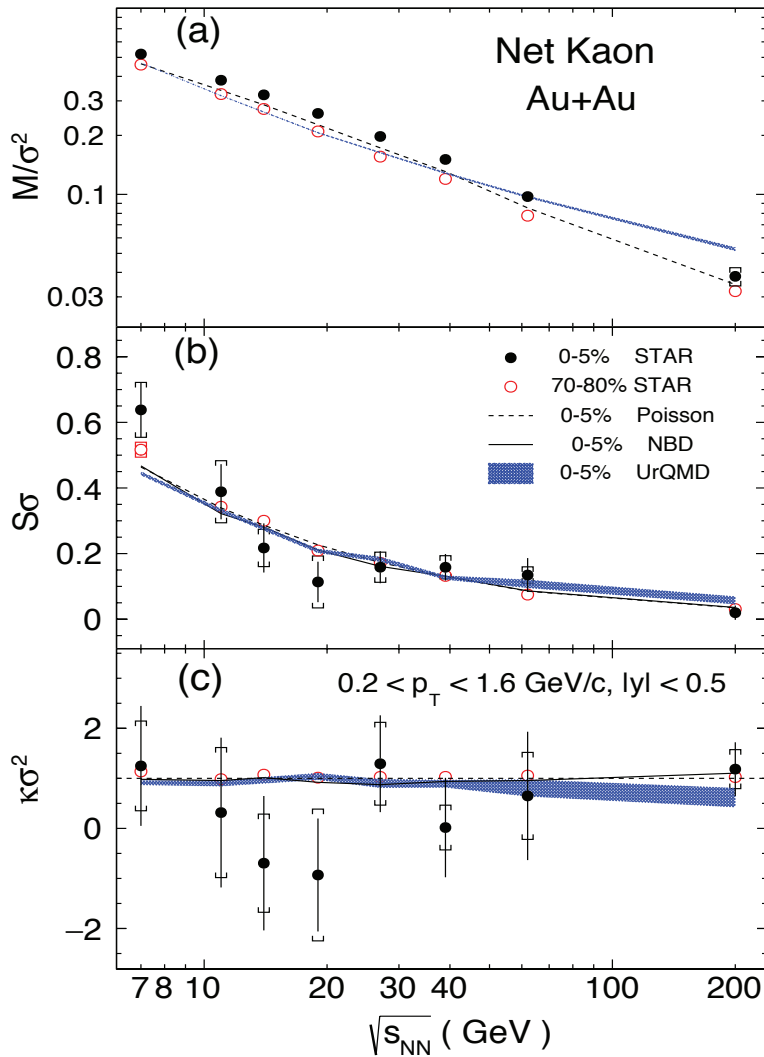 (a)
Net Kaon
Au+Au
0.3
0.2
0.1
0.03
M/σ²
(b)
0-5% STAR
70-80% STAR
0-5% Poisson
0-5% NBD
0-5% UrQMD
0.8
0.6
0.4
0.2
0
Sσ
(c)
0.2 < p_T < 1.6 GeV/c, |y| < 0.5
2
0
−2
κσ²
7 8 10 20 30 40 100 200
√s_NN ( GeV )